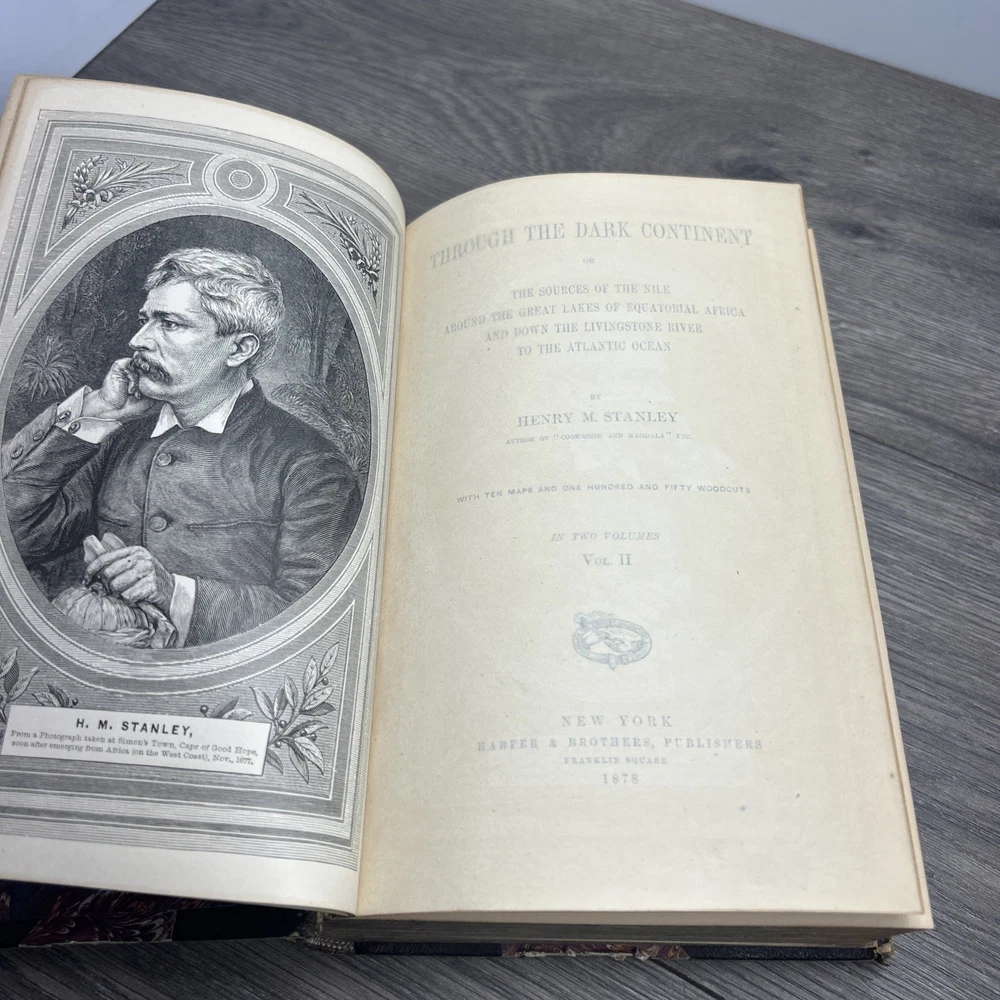 H. M. STANLEY,
From a Photograph taken at Simon's Town, Cape of Good Hope,
soon after emerging from Africa (on the West Coast), Nov., 1877.
THROUGH THE DARK CONTINENT
OR
THE SOURCES OF THE NILE
AROUND THE GREAT LAKES OF EQUATORIAL AFRICA
AND DOWN THE LIVINGSTONE RIVER
TO THE ATLANTIC OCEAN
BY
HENRY M. STANLEY
AUTHOR OF "COOMASSIE AND MAGDALA" ETC.
WITH TEN MAPS AND ONE HUNDRED AND FIFTY WOODCUTS
IN TWO VOLUMES
VOL. II
NEW YORK
HARPER & BROTHERS, PUBLISHERS
FRANKLIN SQUARE
1878